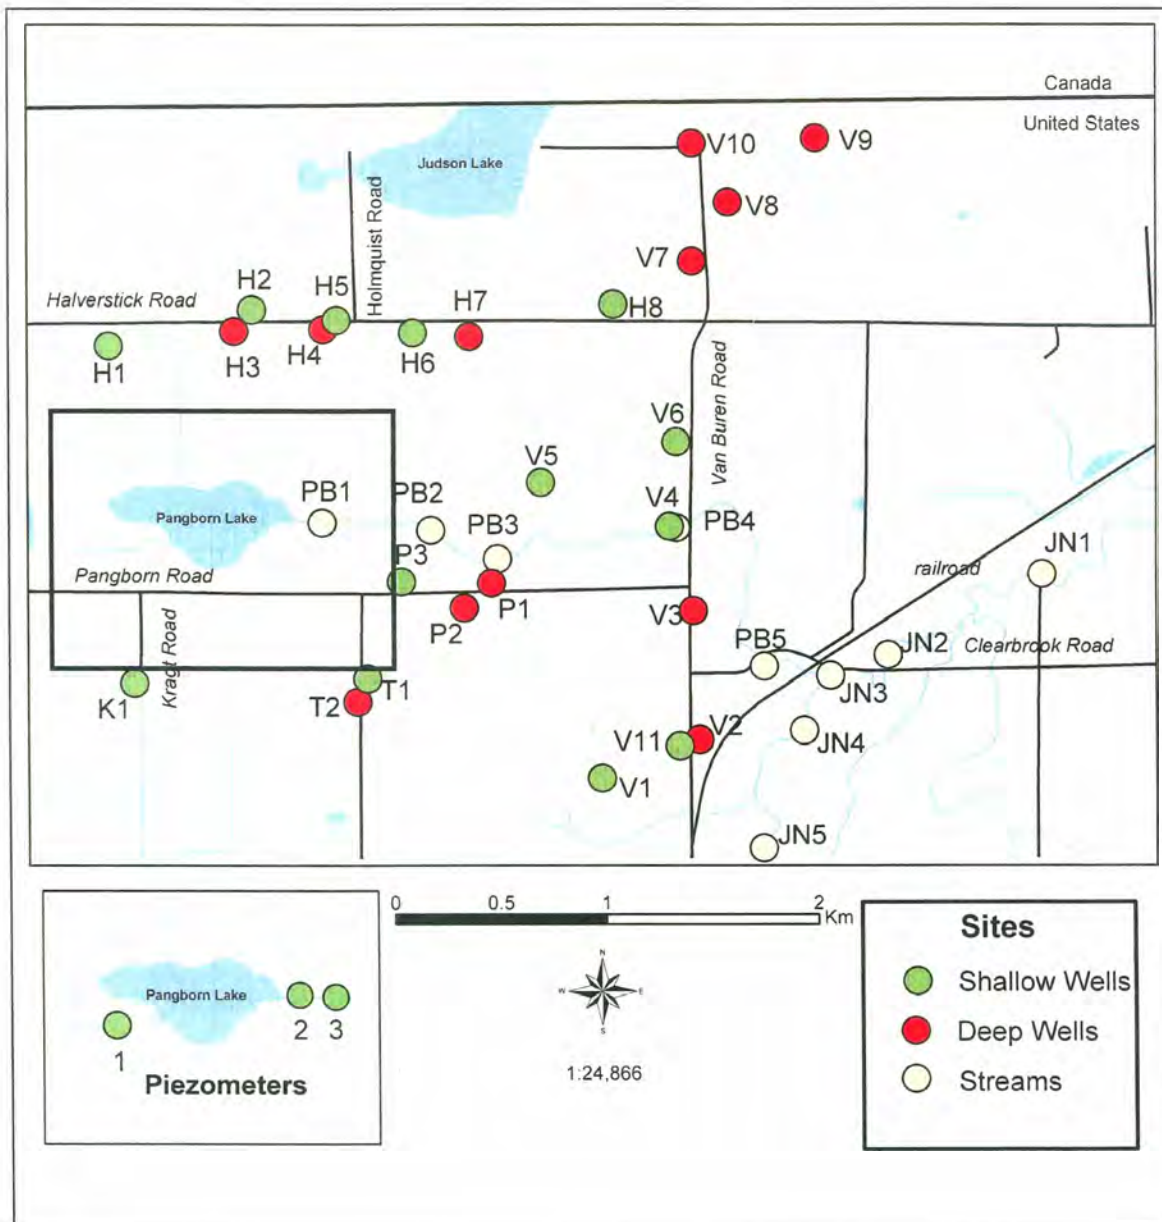 Canada
United States
V10
V9
Judson Lake
Holmquist Road
V8
V7
H2
H5
H7
H8
Halverstick Road
H1
H3
H4
H6
Van Buren Road
V6
V5
PB1
PB2
V4
PB4
Pangborn Lake
PB3
P3
JN1
Pangborn Road
railroad
P1
P2
V3
PB5
JN2
Clearbrook Road
Kragt Road
K1
T1
T2
JN3
V2
V11
JN4
V1
JN5
0 0.5 1 2
Km
Sites
Shallow Wells
Deep Wells
Streams
N
W E
S
1:24,866
Pangborn Lake
1
2
3
Piezometers